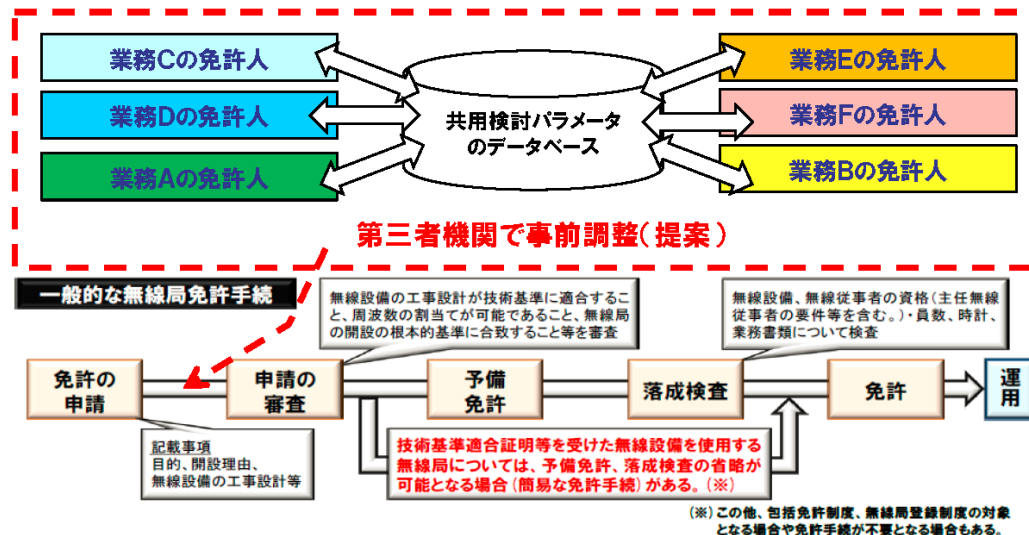 業務Cの免許人
業務Dの免許人
業務Aの免許人
共用検討パラメータ
のデータベース
業務Eの免許人
業務Fの免許人
業務Bの免許人
第三者機関で事前調整(提案)
一般的な無線局免許手続
無線設備の工事設計が技術基準に適合するこ
と、周波数の割当てが可能であること、無線局
の開設の根本的基準に合致すること等を審査
無線設備、無線従事者の資格(主任無線
従事者の要件等を含む。)・員数、時計、
業務書類について検査
免許の
申請
申請の
審査
予備
免許
落成検査
免許
運
用
記載事項
目的、開設理由、
無線設備の工事設計等
技術基準適合証明等を受けた無線設備を使用する
無線局については、予備免許、落成検査の省略が
可能となる場合(簡易な免許手続)がある。(※)
(※)この他、包括免許制度、無線局登録制度の対象
となる場合や免許手続が不要となる場合もある。